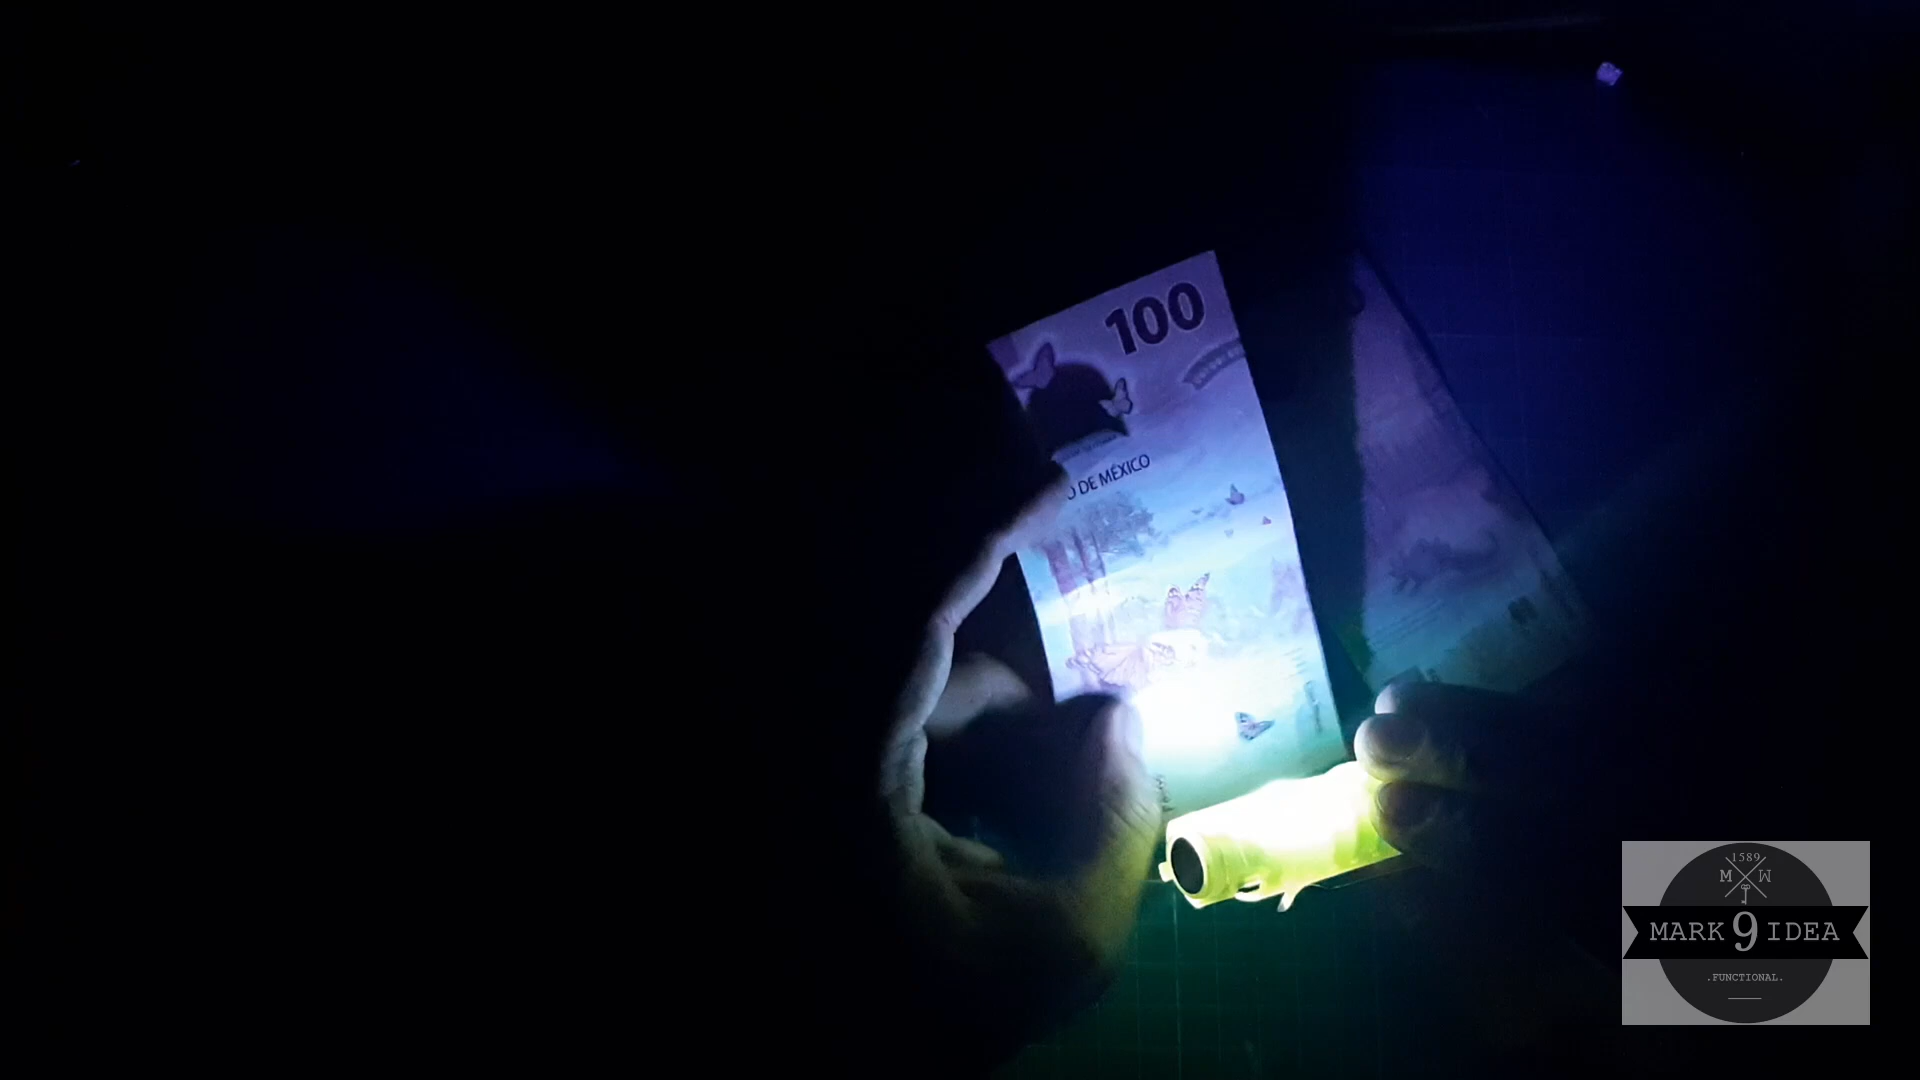 100
O DE MÉXICO
1589
M W
MARK 9 IDEA
.FUNCTIONAL.